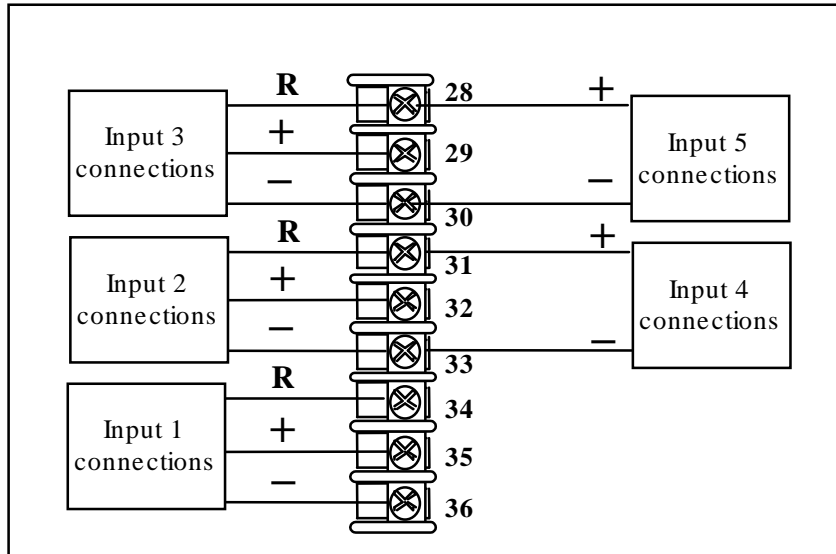 R
+
−
Input 3
connections
R
+
−
Input 2
connections
R
+
−
Input 1
connections
28
29
30
31
32
33
34
35
36
+
−
Input 5
connections
+
−
Input 4
connections